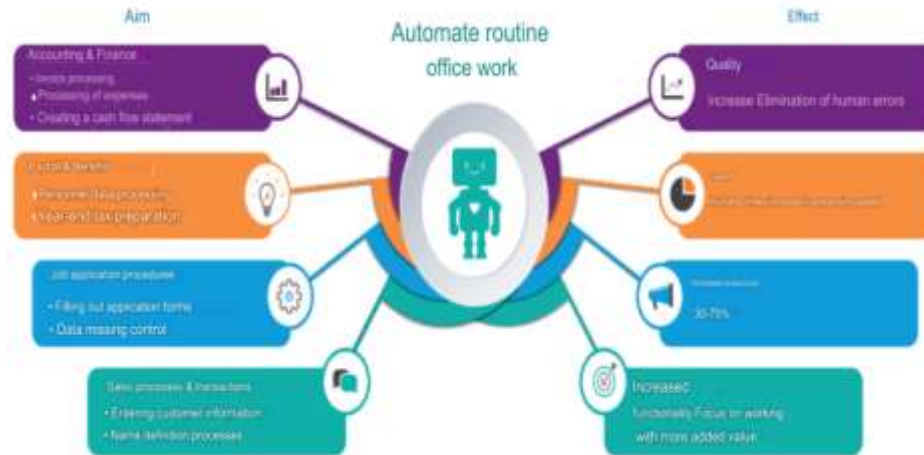 Aim
Automate routine
office work
Effect
Accounting & Finance
• Invoice processing
• Processing of expenses
• Creating a cash flow statement
• Personnel data processing
• Year-end tax preparation
Job application procedures
• Filling out application forms
• Data missing control
Sales processes & transactions
• Entering customer information
• Name definition processes
Quality
Increase Elimination of human errors
30-70%
Increased
functionality Focus on working
with more added value